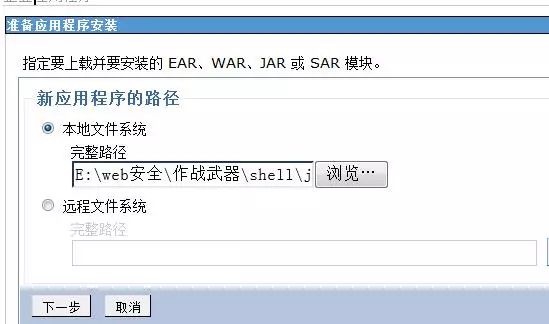 准备应用程序安装
指定要上载并要安装的 EAR、WAR、JAR 或 SAR 模块。
新应用程序的路径
本地文件系统
完整路径
E:\web安全\作战武器\shell\j
浏览…
远程文件系统
完整路径
下一步 取消